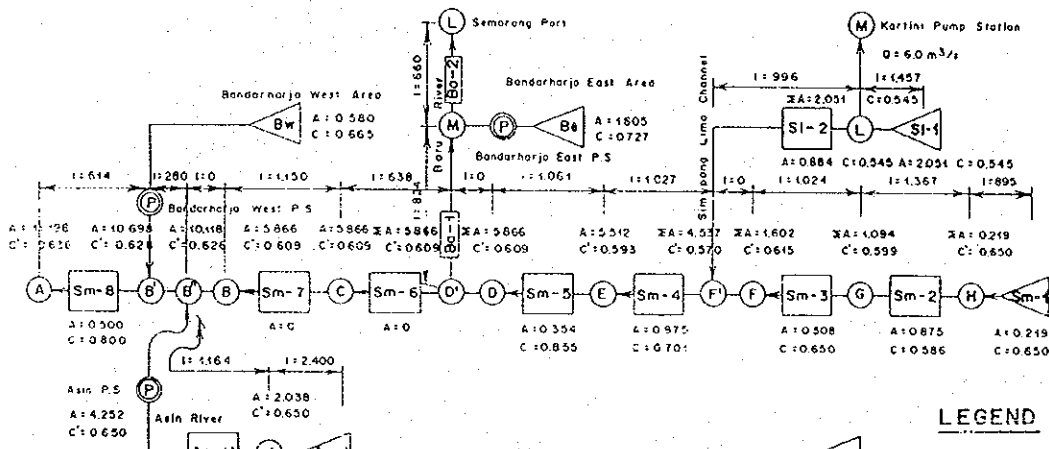 L Semarang Port
M Kartini Pump Station
Q = 6.0 m³/s
l = 660
l = 996
l = 1,457
Ba-2
Bandarharjo East Area
Bandarharjo West Area
ΣA = 2.051
C = 0.545
Simpang Limo Channel
Baru River
Bw
A = 0.580
C = 0.665
M
P
Be
A = 1.805
C = 0.727
Sl-2
L
Sl-1
Bandarharjo East P.S
A = 0.884 C = 0.545 A = 2.051 C = 0.545
l = 614
l = 280
l = 0
l = 1,150
l = 638
l = 824
l = 0
l = 1,061
l = 1,027
l = 0
l = 1,024
l = 1,367
l = 895
P
Bandarharjo West P.S
A = 10.698
A = 10.118
C' = 0.626
A = 5.866
C' = 0.609
A = 5.866
C' = 0.609
ΣA = 5.866
C' = 0.609
Ba-1
ΣA = 5.866
C' = 0.609
A = 5.512
C' = 0.593
ΣA = 4.537
C' = 0.570
ΣA = 1.602
C' = 0.615
ΣA = 1.094
C' = 0.599
ΣA = 0.219
C' = 0.650
A Sm-8 B' B" B Sm-7 C Sm-6 D' D Sm-5 E Sm-4 F' F Sm-3 G Sm-2 H
A = 0.500
C = 0.800
A = 0
A = 0
A = 0.354
C = 0.855
A = 0.975
C = 0.701
A = 0.508
C = 0.650
A = 0.875
C = 0.586
A = 0.219
C = 0.650
l = 1,164
l = 2.400
Asin P.S
P
A = 2.038
C' = 0.650
A = 4.252
C' = 0.650
Asin River
LEGEND